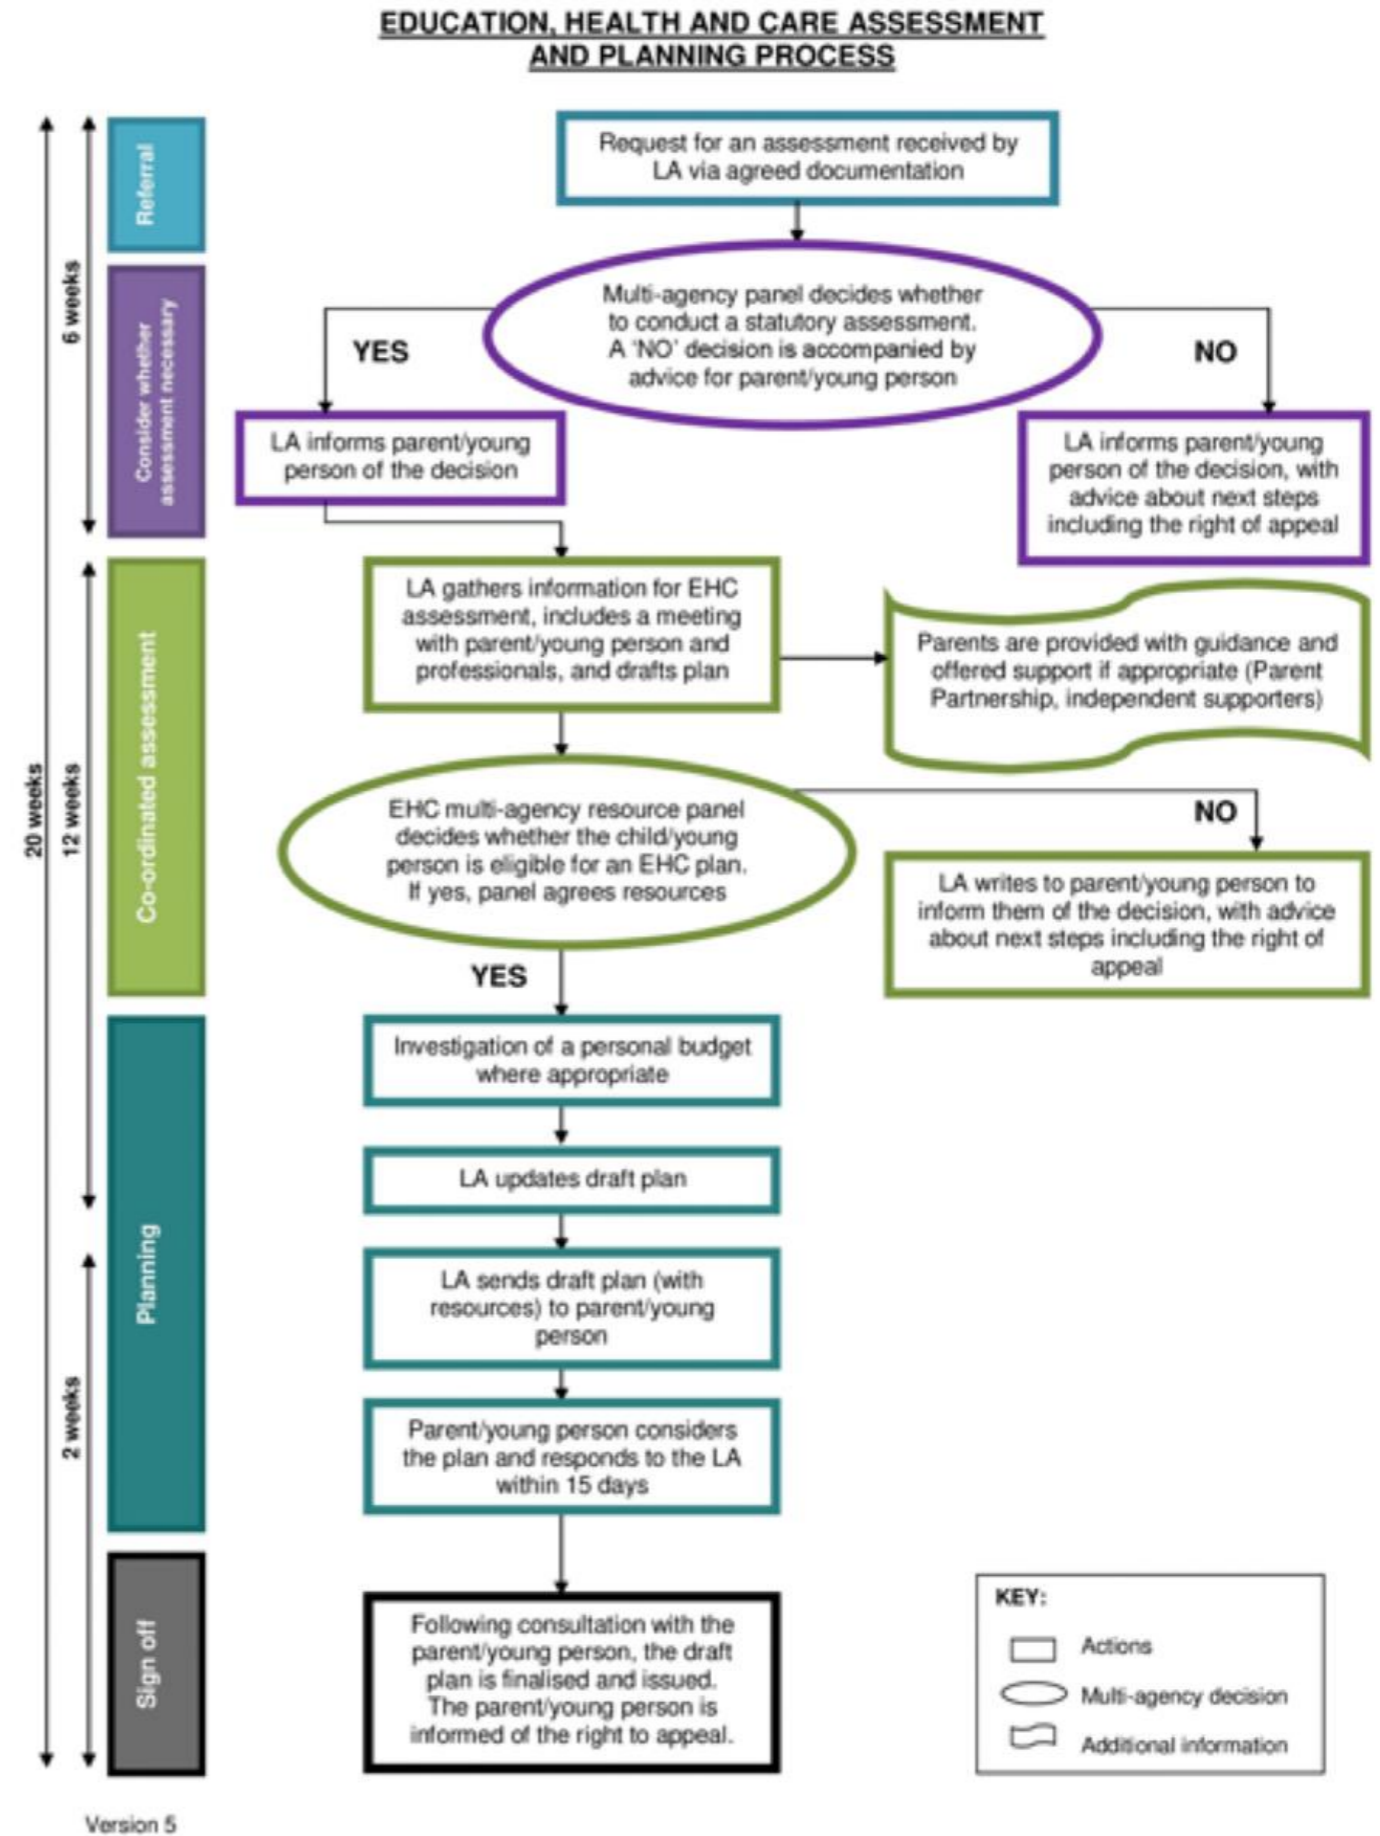 EDUCATION, HEALTH AND CARE ASSESSMENT
AND PLANNING PROCESS
Referral
Request for an assessment received by
LA via agreed documentation
6 weeks
Consider whether
assessment necessary
Multi-agency panel decides whether
to conduct a statutory assessment.
A ‘NO’ decision is accompanied by
advice for parent/young person
YES
NO
LA informs parent/young
person of the decision
LA informs parent/young
person of the decision, with
advice about next steps
including the right of appeal
20 weeks
12 weeks
Co-ordinated assessment
LA gathers information for EHC
assessment, includes a meeting
with parent/young person and
professionals, and drafts plan
Parents are provided with guidance and
offered support if appropriate (Parent
Partnership, independent supporters)
EHC multi-agency resource panel
decides whether the child/young
person is eligible for an EHC plan.
If yes, panel agrees resources
NO
LA writes to parent/young person to
inform them of the decision, with advice
about next steps including the right of
appeal
YES
Planning
Investigation of a personal budget
where appropriate
LA updates draft plan
LA sends draft plan (with
resources) to parent/young
person
2 weeks
Parent/young person considers
the plan and responds to the LA
within 15 days
Sign off
Following consultation with the
parent/young person, the draft
plan is finalised and issued.
The parent/young person is
informed of the right to appeal.
KEY:
Actions
Multi-agency decision
Additional information
Version 5